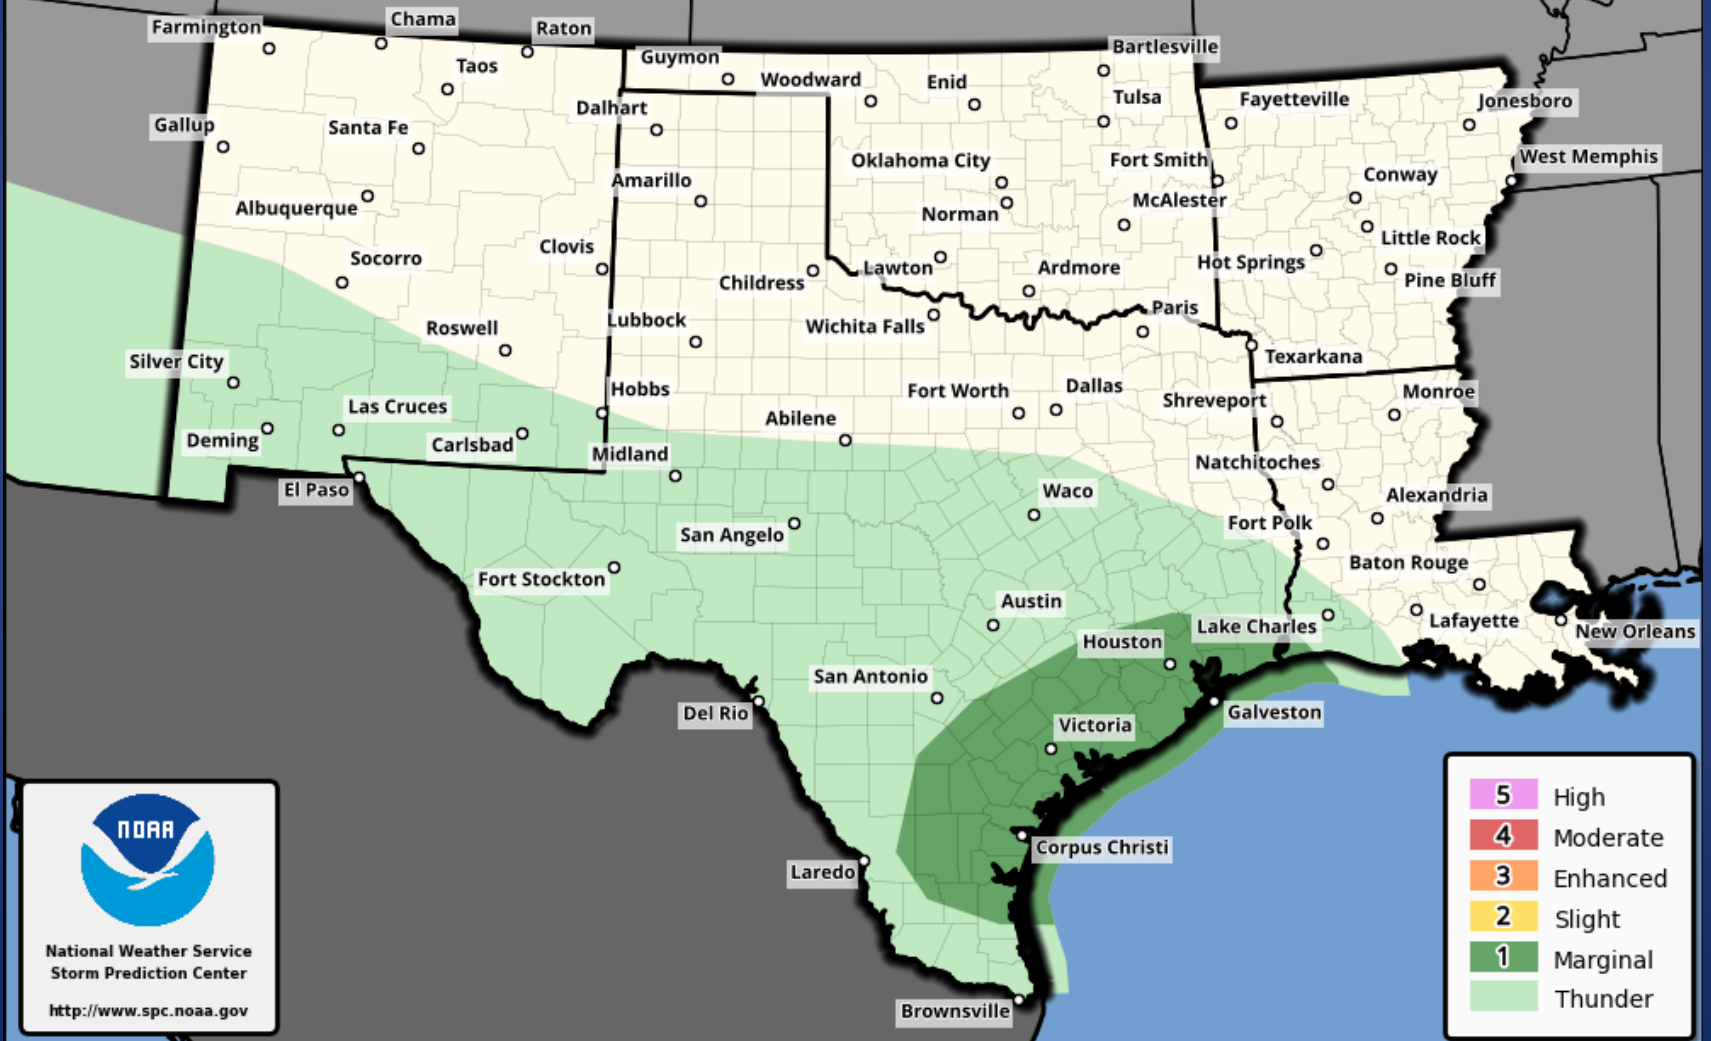 Farmington
Chama
Raton
Taos
Guymon
Woodward
Enid
Bartlesville
Tulsa
Fayetteville
Jonesboro
Gallup
Santa Fe
Dalhart
Amarillo
Oklahoma City
Fort Smith
West Memphis
Conway
Albuquerque
Norman
McAlester
Little Rock
Socorro
Clovis
Childress
Lawton
Ardmore
Hot Springs
Pine Bluff
Roswell
Lubbock
Wichita Falls
Paris
Texarkana
Silver City
Hobbs
Fort Worth
Dallas
Shreveport
Monroe
Las Cruces
Abilene
Deming
Carlsbad
Midland
Natchitoches
El Paso
Waco
Alexandria
San Angelo
Fort Polk
Fort Stockton
Baton Rouge
Austin
Houston
Lake Charles
Lafayette
New Orleans
San Antonio
Del Rio
Victoria
Galveston
Corpus Christi
Laredo
Brownsville
NOAA
National Weather Service
Storm Prediction Center
http://www.spc.noaa.gov
5 High
4 Moderate
3 Enhanced
2 Slight
1 Marginal
Thunder